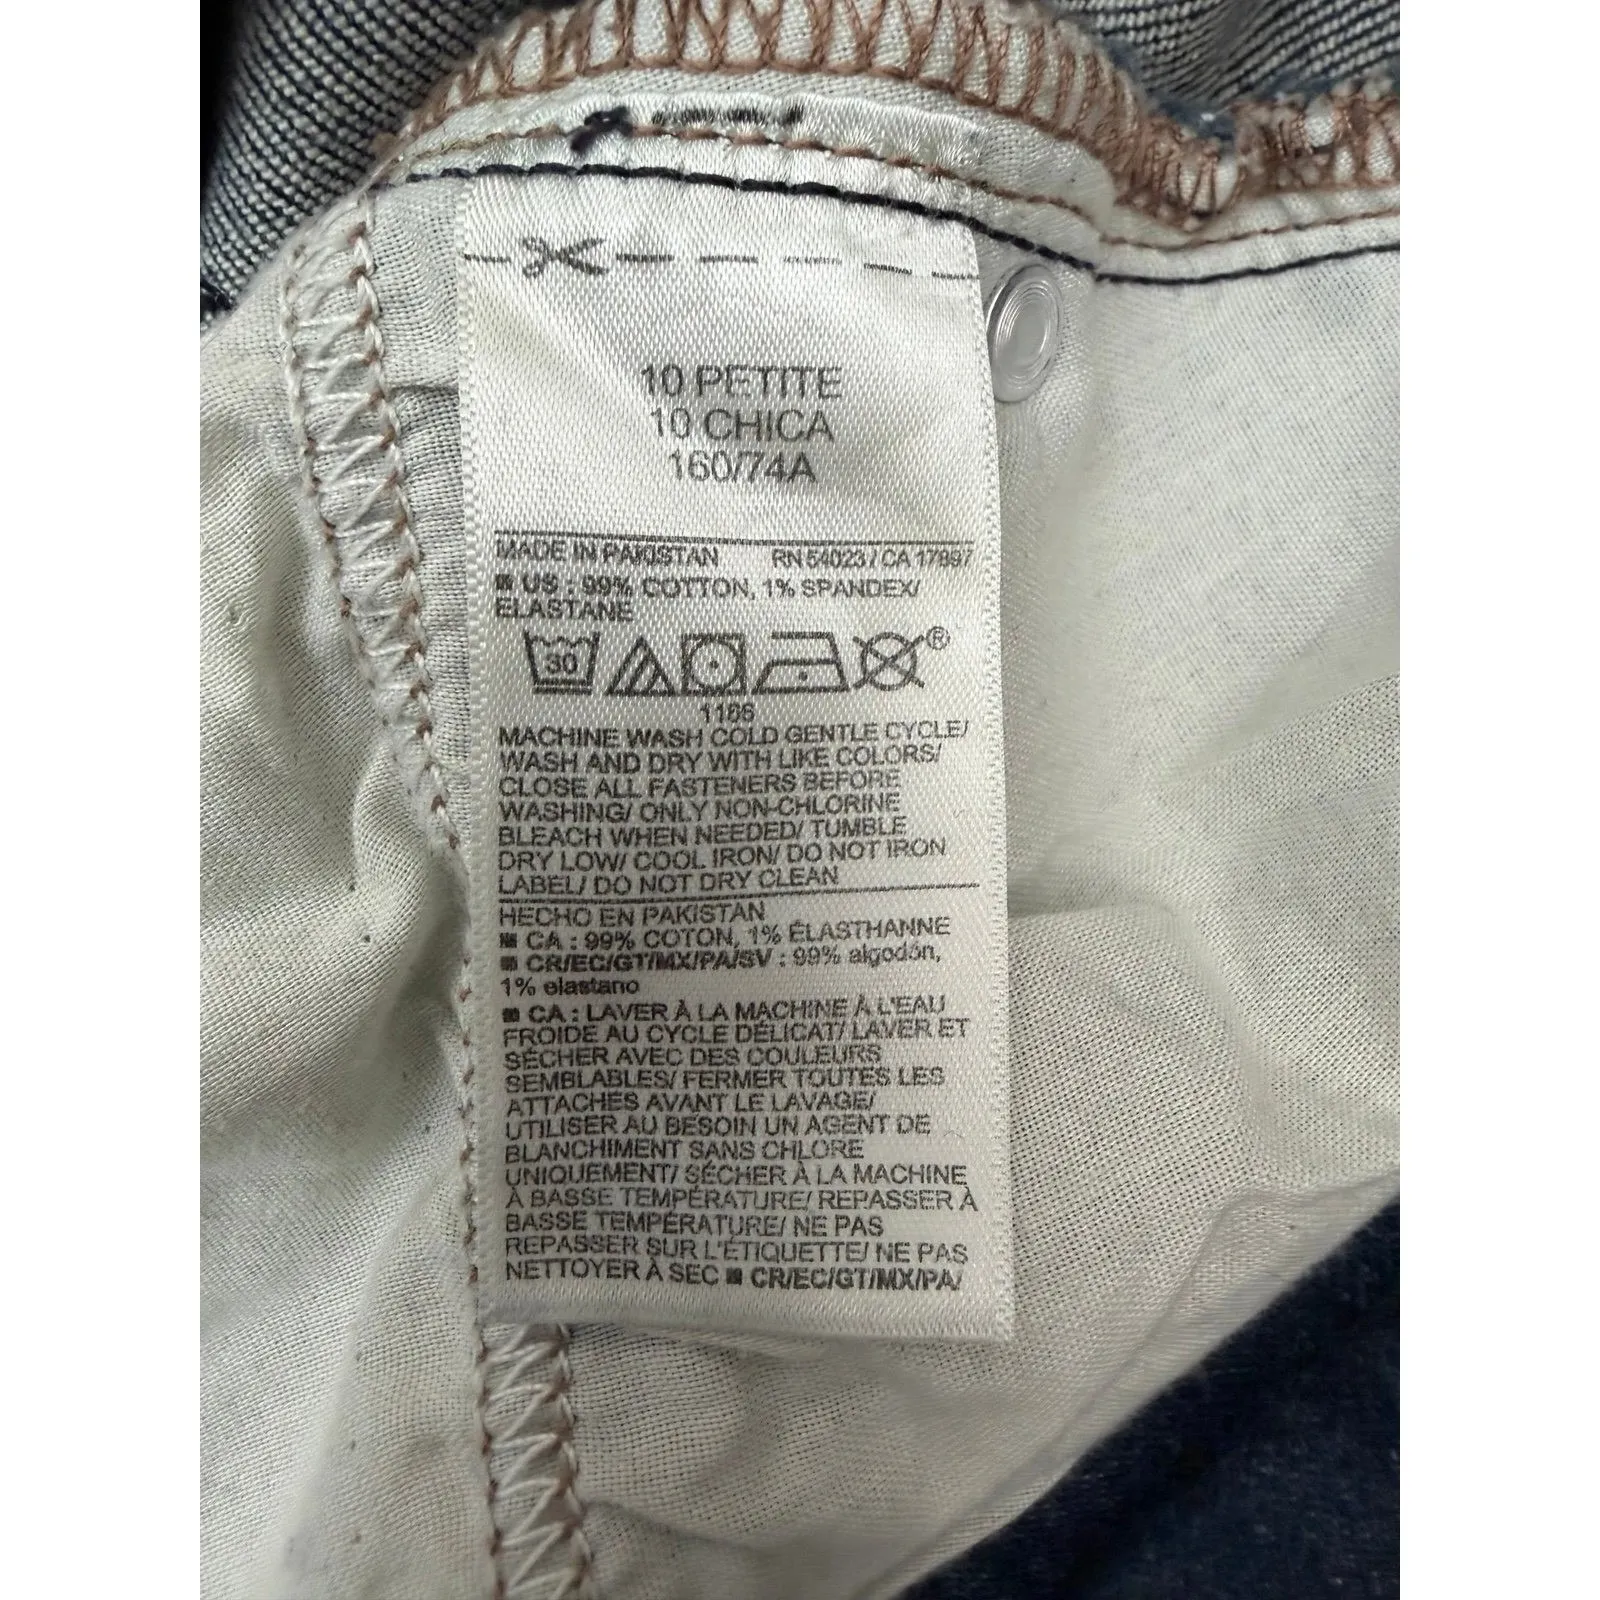 10 PETITE
10 CHICA
160/74A
MADE IN PAKISTAN RN 54023 / CA 17897
■ US : 99% COTTON, 1% SPANDEX/
ELASTANE
30
®
1166
MACHINE WASH COLD GENTLE CYCLE/
WASH AND DRY WITH LIKE COLORS/
CLOSE ALL FASTENERS BEFORE
WASHING/ ONLY NON-CHLORINE
BLEACH WHEN NEEDED/ TUMBLE
DRY LOW/ COOL IRON/ DO NOT IRON
LABEL/ DO NOT DRY CLEAN
HECHO EN PAKISTAN
■ CA : 99% COTON, 1% ÉLASTHANNE
■ CR/EC/GT/MX/PA/SV : 99% algodón,
1% elastano
■ CA : LAVER À LA MACHINE À L'EAU
FROIDE AU CYCLE DÉLICAT/ LAVER ET
SÉCHER AVEC DES COULEURS
SEMBLABLES/ FERMER TOUTES LES
ATTACHES AVANT LE LAVAGE/
UTILISER AU BESOIN UN AGENT DE
BLANCHIMENT SANS CHLORE
UNIQUEMENT/ SÉCHER À LA MACHINE
À BASSE TEMPÉRATURE/ REPASSER À
BASSE TEMPÉRATURE/ NE PAS
REPASSER SUR L'ÉTIQUETTE/ NE PAS
NETTOYER À SEC ■ CR/EC/GT/MX/PA/